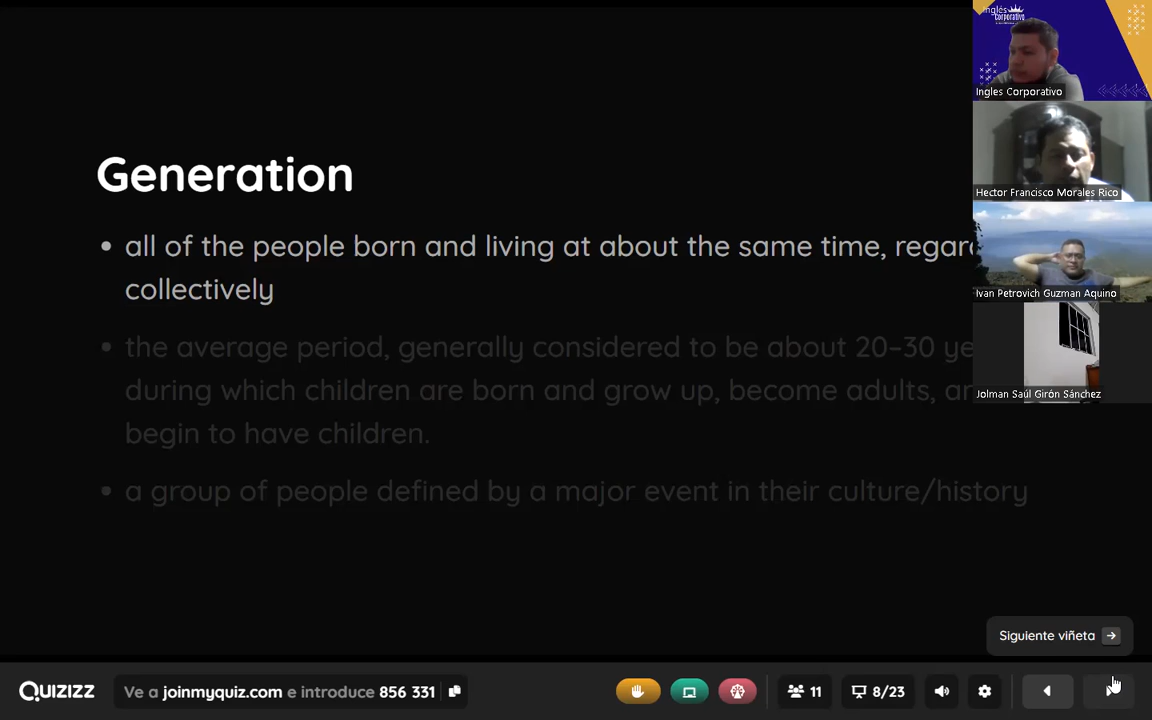 Generation
• all of the people born and living at about the same time,
collectively
• the average period, generally considered to be about 20–30
during which children are born and grow up, become adults,
begin to have children.
• a group of people defined by a major event in their culture/history
Inglés
Corporativo
Ingles Corporativo
Hector Francisco Morales Rico
Ivan Petrovich Guzman Aquino
Jolman Saúl Girón Sánchez
Siguiente viñeta
QUIZIZZ
Ve a joinmyquiz.com e introduce 856 331
11
8/23